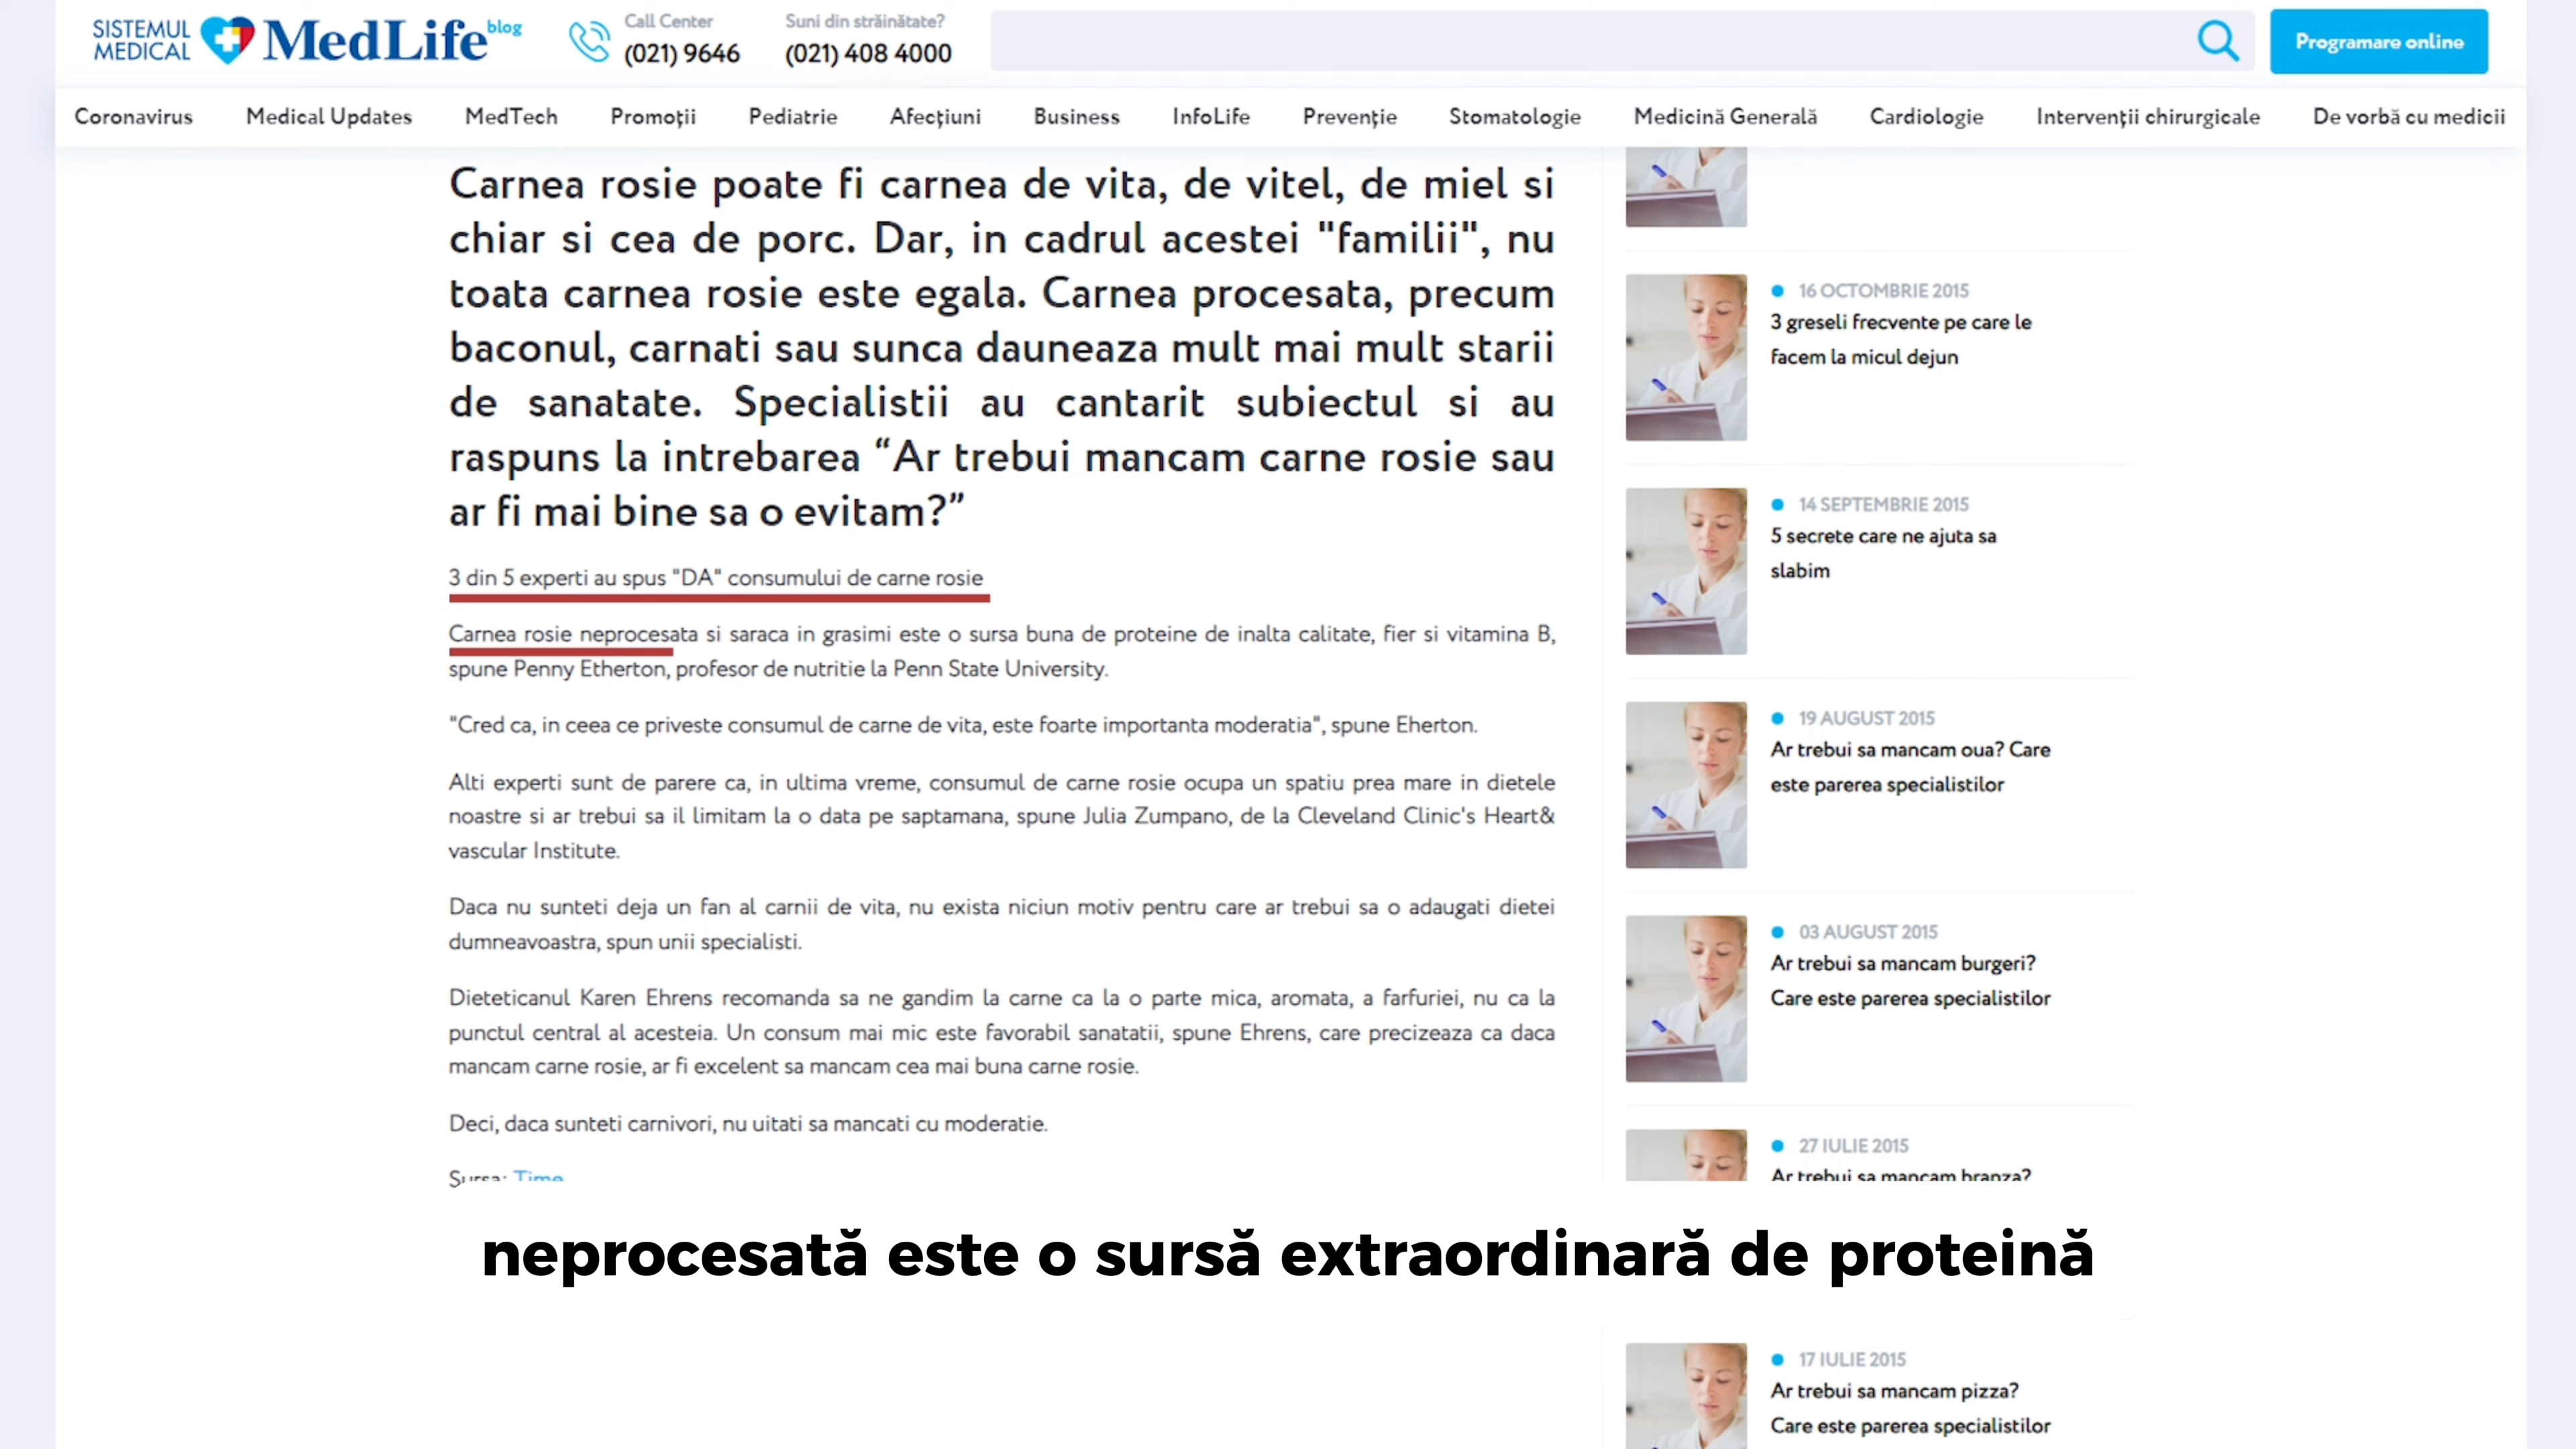 SISTEMUL
MEDICAL
MedLife blog
Call Center
(021) 9646
Suni din străinătate?
(021) 408 4000
Programare online
Coronavirus Medical Updates MedTech Promoții Pediatrie Afecțiuni Business InfoLife Prevenție Stomatologie Medicină Generală Cardiologie Intervenții chirurgicale De vorbă cu medicii
Carnea rosie poate fi carnea de vita, de vitel, de miel si
chiar si cea de porc. Dar, in cadrul acestei "familii", nu
toata carnea rosie este egala. Carnea procesata, precum
baconul, carnati sau sunca dauneaza mult mai mult starii
de sanatate. Specialistii au cantarit subiectul si au
raspuns la intrebarea “Ar trebui mancam carne rosie sau
ar fi mai bine sa o evitam?”
3 din 5 experti au spus "DA" consumului de carne rosie
Carnea rosie neprocesata si saraca in grasimi este o sursa buna de proteine de inalta calitate, fier si vitamina B,
spune Penny Etherton, profesor de nutritie la Penn State University.
"Cred ca, in ceea ce priveste consumul de carne de vita, este foarte importanta moderatia", spune Eherton.
Alti experti sunt de parere ca, in ultima vreme, consumul de carne rosie ocupa un spatiu prea mare in dietele
noastre si ar trebui sa il limitam la o data pe saptamana, spune Julia Zumpano, de la Cleveland Clinic's Heart&
vascular Institute.
Daca nu sunteti deja un fan al carnii de vita, nu exista niciun motiv pentru care ar trebui sa o adaugati dietei
dumneavoastra, spun unii specialisti.
Dieteticanul Karen Ehrens recomanda sa ne gandim la carne ca la o parte mica, aromata, a farfuriei, nu ca la
punctul central al acesteia. Un consum mai mic este favorabil sanatatii, spune Ehrens, care precizeaza ca daca
mancam carne rosie, ar fi excelent sa mancam cea mai buna carne rosie.
Deci, daca sunteti carnivori, nu uitati sa mancati cu moderatie.
Sursa: Time
16 OCTOMBRIE 2015
3 greseli frecvente pe care le
facem la micul dejun
14 SEPTEMBRIE 2015
5 secrete care ne ajuta sa
slabim
19 AUGUST 2015
Ar trebui sa mancam oua? Care
este parerea specialistilor
03 AUGUST 2015
Ar trebui sa mancam burgeri?
Care este parerea specialistilor
27 IULIE 2015
Ar trebui sa mancam branza?
neprocesată este o sursă extraordinară de proteină
17 IULIE 2015
Ar trebui sa mancam pizza?
Care este parerea specialistilor